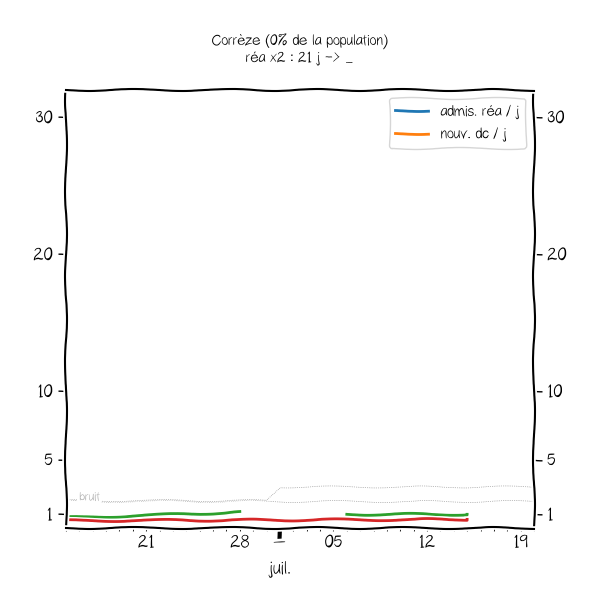 Corrèze (0% de la population)
réa x2 : 21 j -> _
admis. réa / j
nouv. dc / j
30 30
20 20
10 10
5 5
bruit
1 1
21 28 05 12 19
juil.